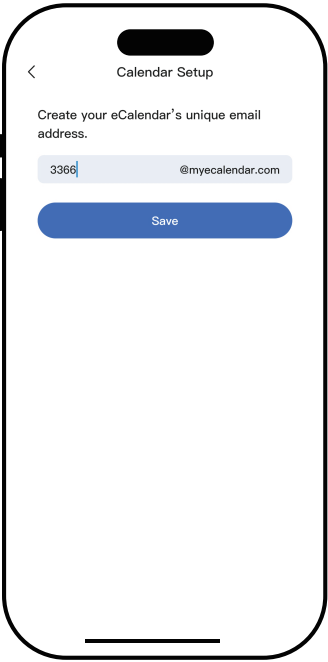 Calendar Setup
Create your eCalendar's unique email
address.
3366 @myecalendar.com
Save